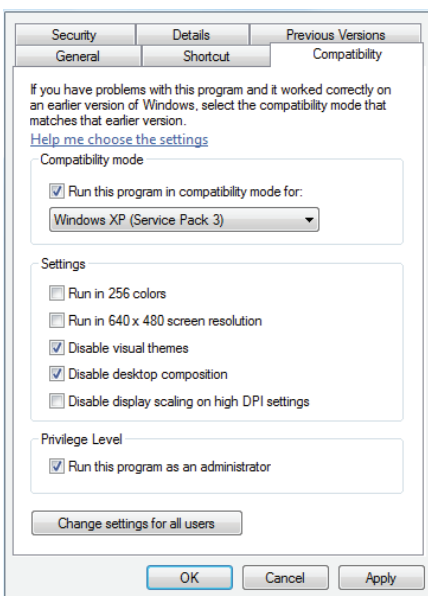 Security Details Previous Versions
General Shortcut Compatibility
If you have problems with this program and it worked correctly on
an earlier version of Windows, select the compatibility mode that
matches that earlier version.
Help me choose the settings
Compatibility mode
Run this program in compatibility mode for:
Windows XP (Service Pack 3)
Settings
Run in 256 colors
Run in 640 x 480 screen resolution
Disable visual themes
Disable desktop composition
Disable display scaling on high DPI settings
Privilege Level
Run this program as an administrator
Change settings for all users
OK Cancel Apply